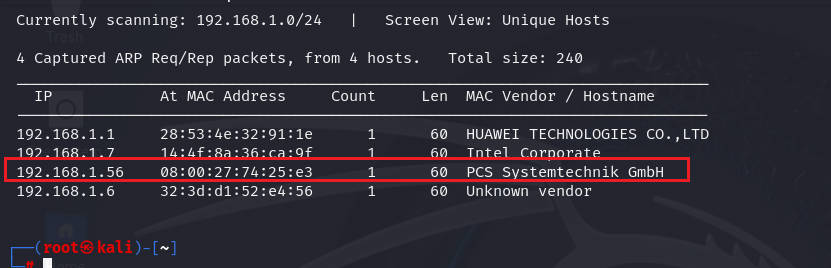 Currently scanning: 192.168.1.0/24   |   Screen View: Unique Hosts
4 Captured ARP Req/Rep packets, from 4 hosts.   Total size: 240
IP            At MAC Address     Count     Len  MAC Vendor / Hostname
192.168.1.1     28:53:4e:32:91:1e      1      60  HUAWEI TECHNOLOGIES CO.,LTD
192.168.1.7     14:4f:8a:36:ca:9f      1      60  Intel Corporate
192.168.1.56    08:00:27:74:25:e3      1      60  PCS Systemtechnik GmbH
192.168.1.6     32:3d:d1:52:e4:56      1      60  Unknown vendor
┌──(root㉿kali)-[~]
└─#